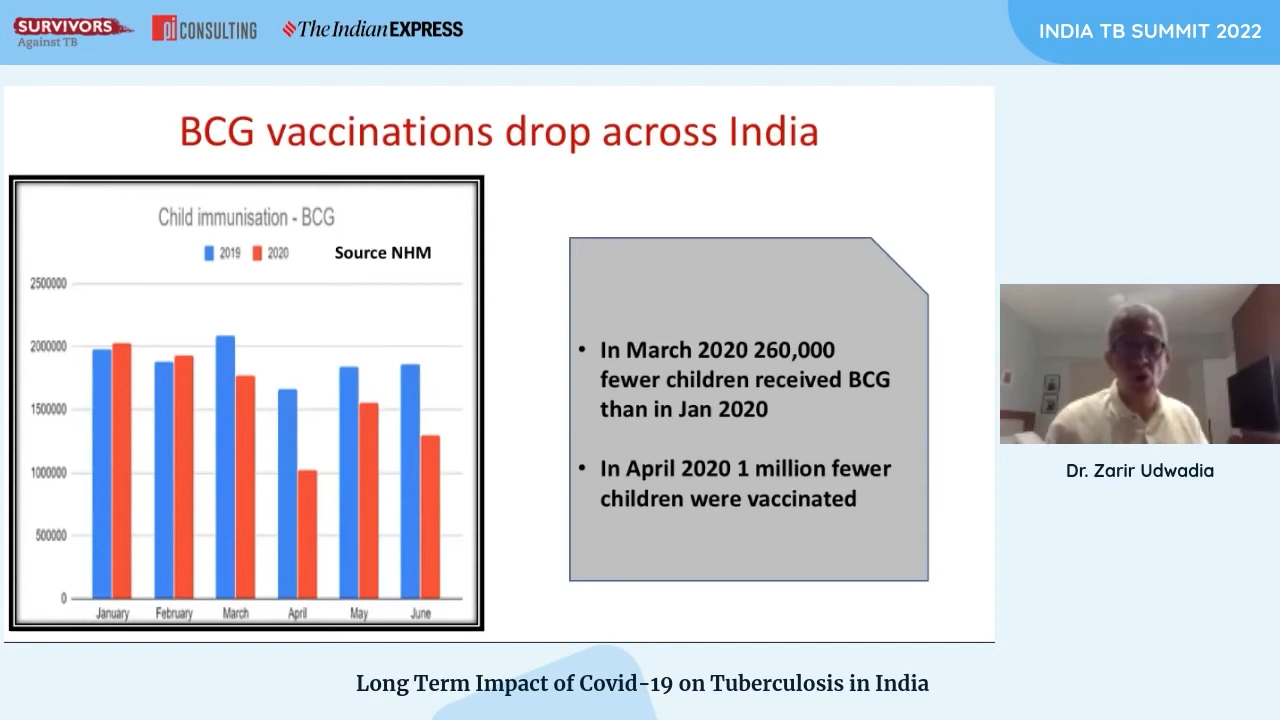 SURVIVORS
Against TB
pi CONSULTING
The Indian EXPRESS
INDIA TB SUMMIT 2022
BCG vaccinations drop across India
Child immunisation - BCG
2019 2020 Source NHM
2500000
2000000
1500000
1000000
500000
0
January February March April May June
• In March 2020 260,000
fewer children received BCG
than in Jan 2020
• In April 2020 1 million fewer
children were vaccinated
Dr. Zarir Udwadia
Long Term Impact of Covid-19 on Tuberculosis in India